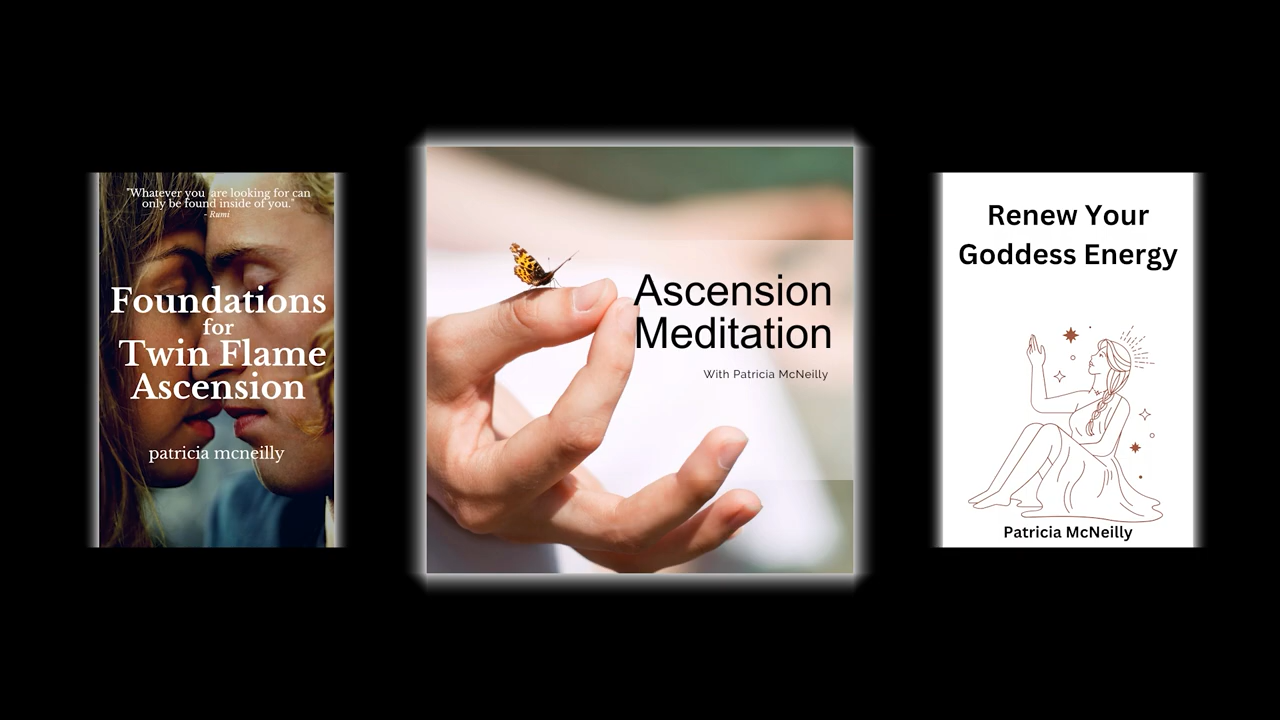 "Whatever you are looking for can
only be found inside of you."
- Rumi
Foundations
for
Twin Flame
Ascension
patricia mcneilly
Ascension
Meditation
With Patricia McNeilly
Renew Your
Goddess Energy
Patricia McNeilly